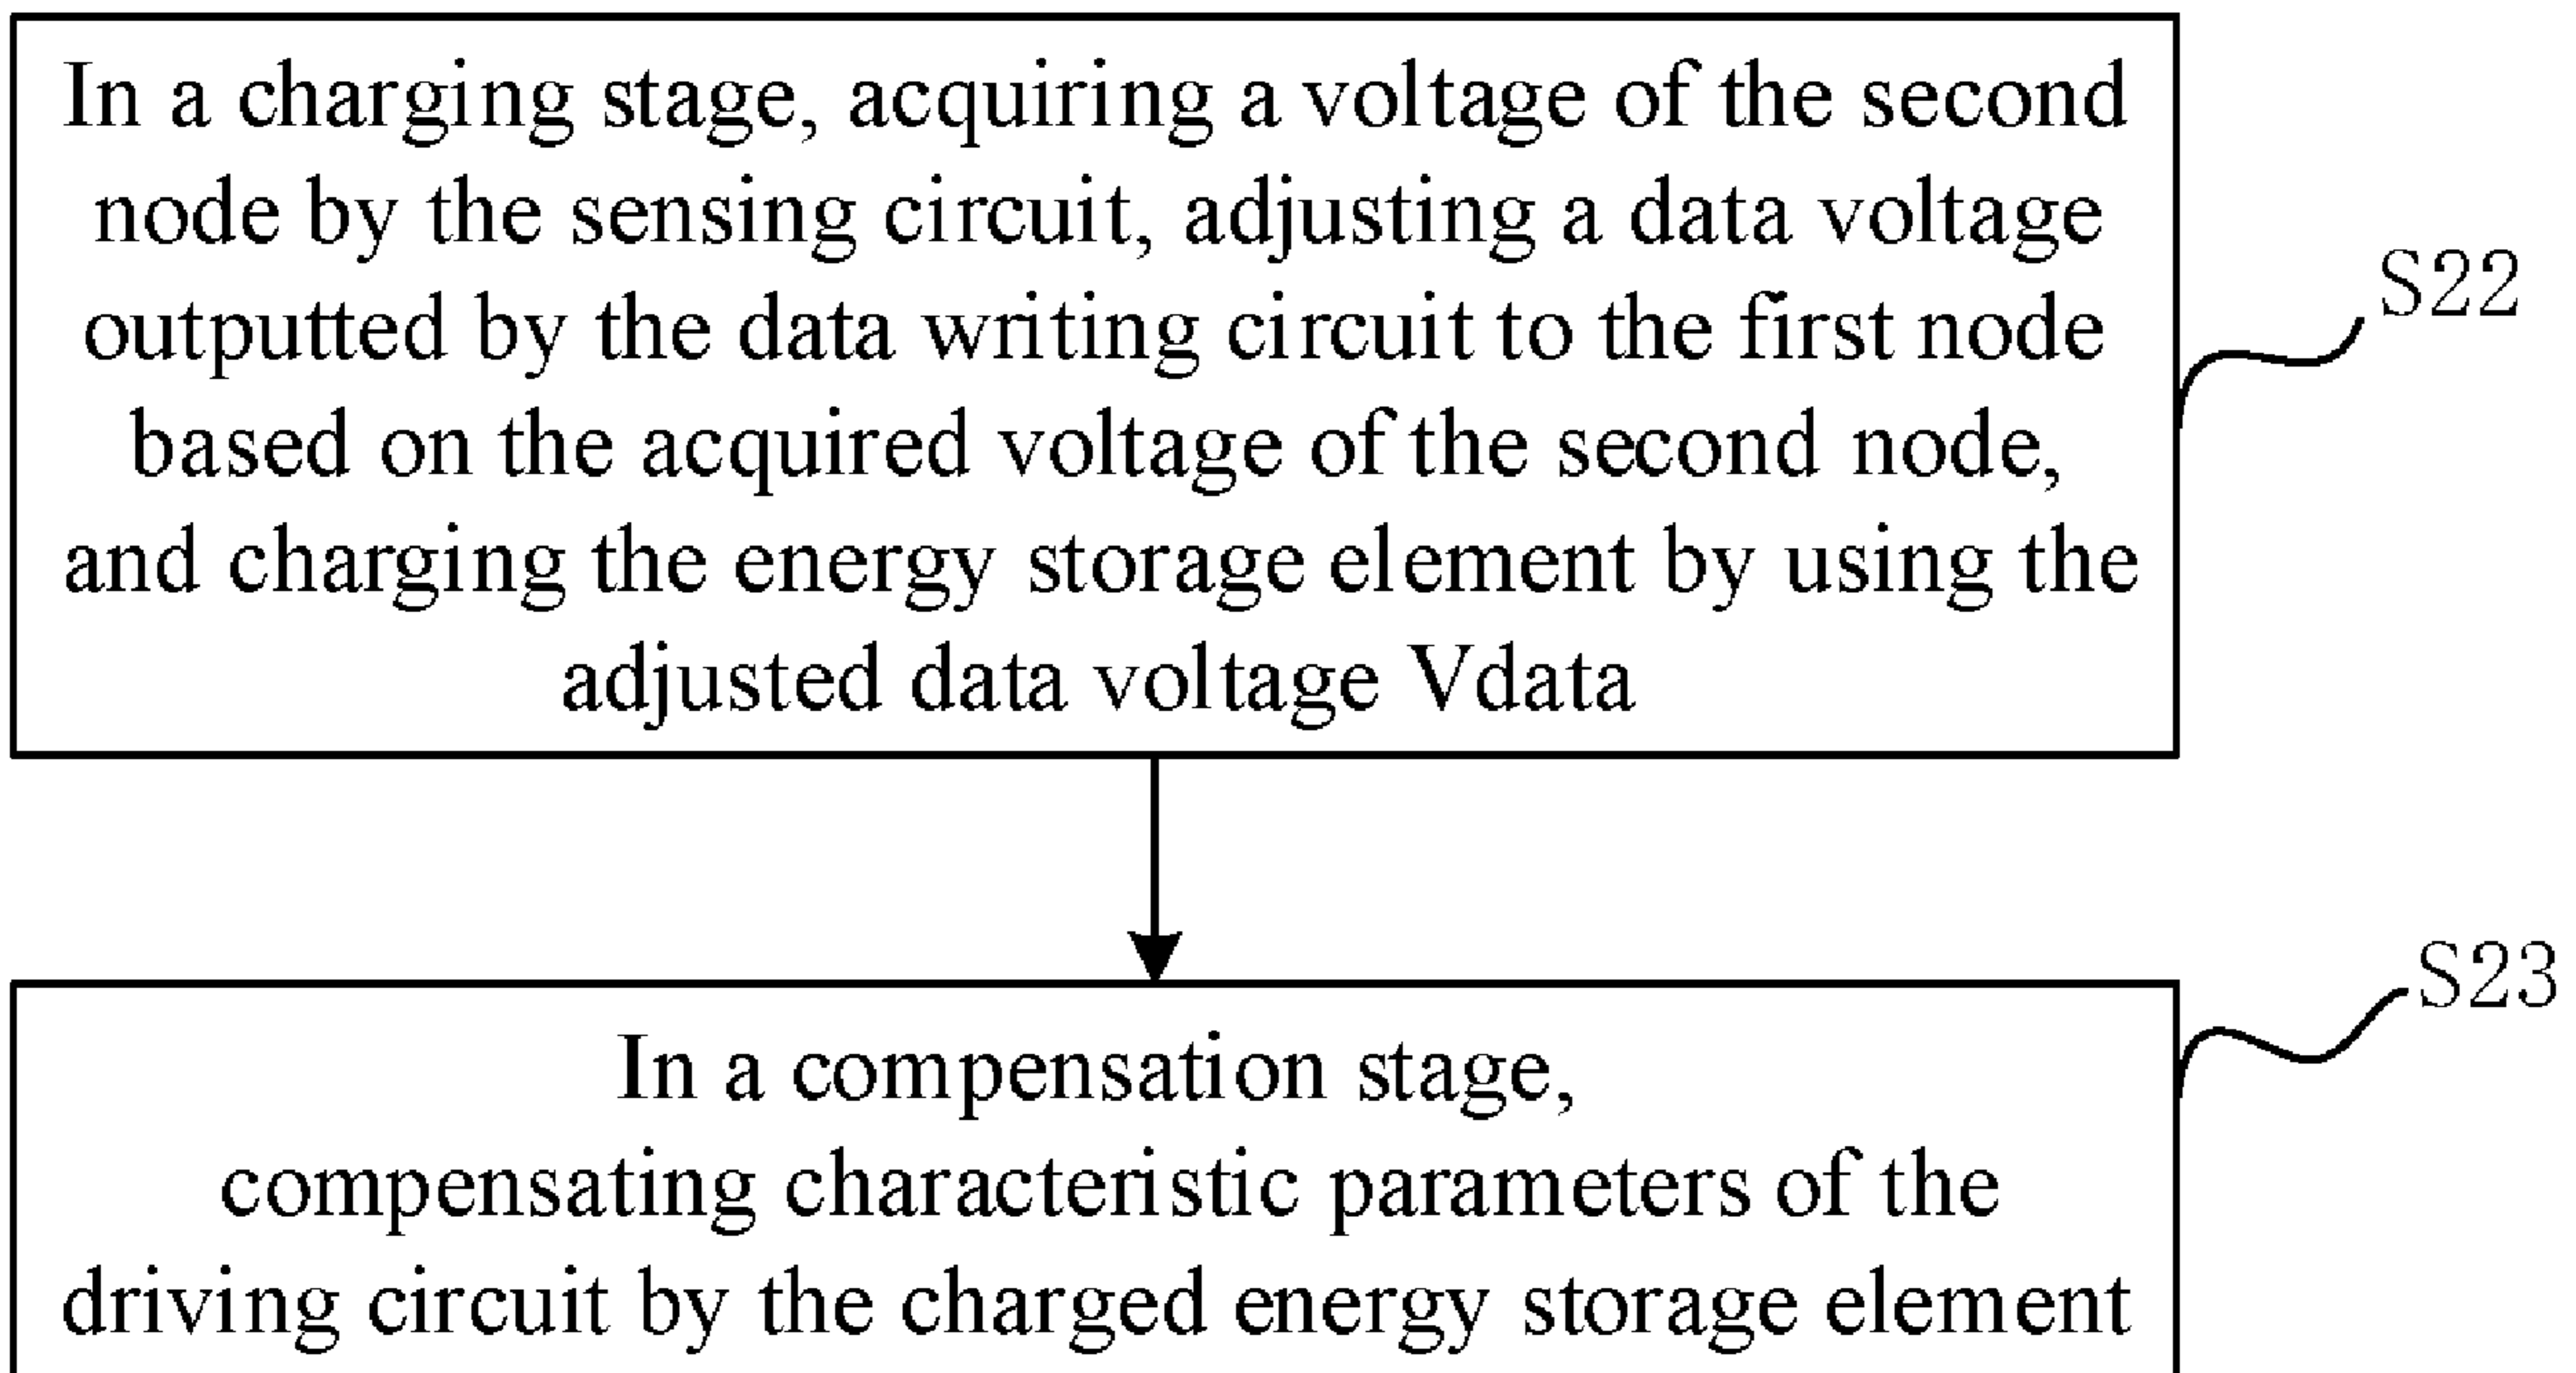 In a charging stage, acquiring a voltage of the second
node by the sensing circuit, adjusting a data voltage
outputted by the data writing circuit to the first node
based on the acquired voltage of the second node,
and charging the energy storage element by using the
adjusted data voltage Vdata
S22
In a compensation stage,
compensating characteristic parameters of the
driving circuit by the charged energy storage element
S23